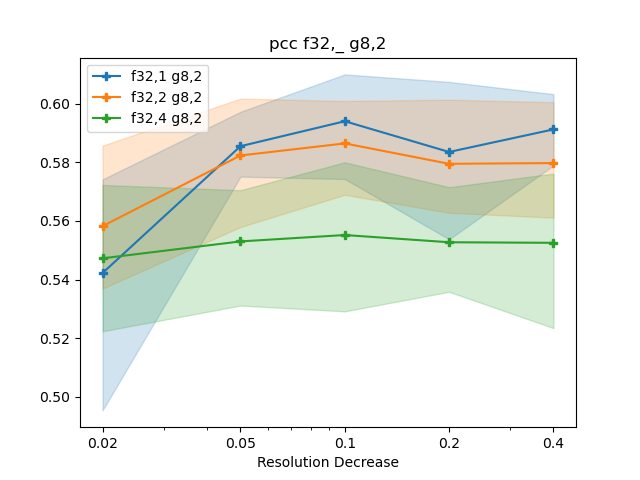 pcc f32,_ g8,2
f32,1 g8,2
f32,2 g8,2
f32,4 g8,2
0.60
0.58
0.56
0.54
0.52
0.50
0.02 0.05 0.1 0.2 0.4
Resolution Decrease